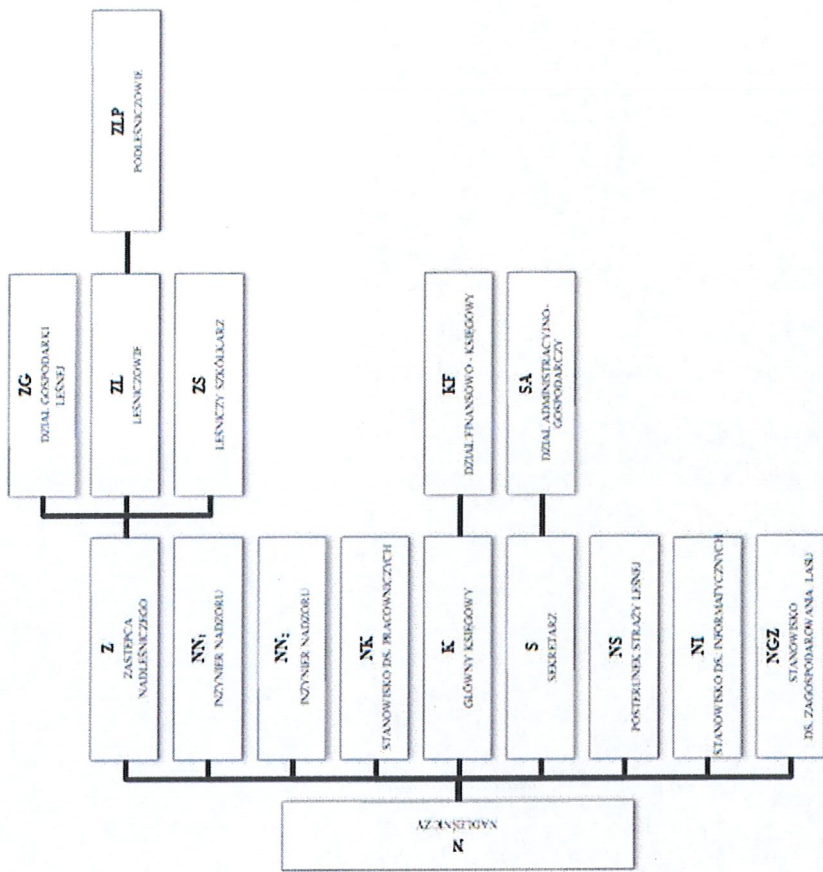 N
NADLEŚNICZY
Z
ZASTĘPCA
NADLEŚNICZEGO
NN1
INŻYNIER NADZORU
NN2
INŻYNIER NADZORU
NK
STANOWISKO DS. PRACOWNICZYCH
K
GŁÓWNY KSIĘGOWY
S
SEKRETARZ
NS
POSTERUNEK STRAŻY LEŚNEJ
NI
STANOWISKO DS. INFORMATYCZNYCH
NGZ
STANOWISKO
DS. ZAGOSPODAROWANIA LASU
ZG
DZIAŁ GOSPODARKI
LEŚNEJ
ZL
LEŚNICZOWIE
ZS
LEŚNICZY SZKÓŁKARZ
KF
DZIAŁ FINANSOWO - KSIĘGOWY
SA
DZIAŁ ADMINISTRACYJNO-
GOSPODARCZY
ZLP
PODLEŚNICZOWIE